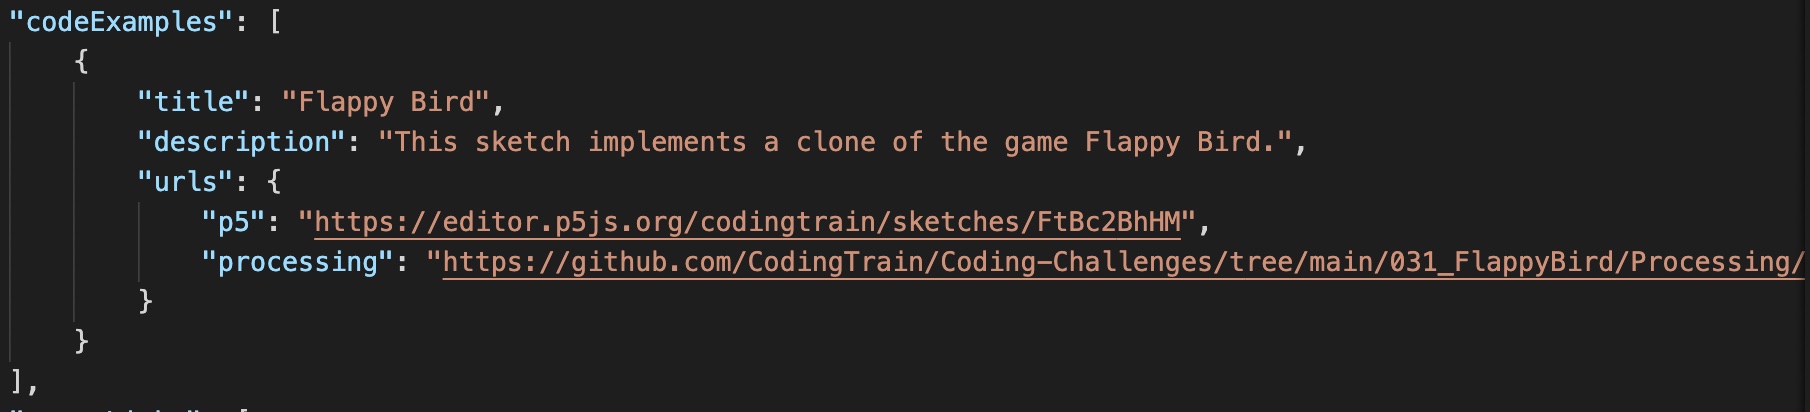 "codeExamples": [
{
"title": "Flappy Bird",
"description": "This sketch implements a clone of the game Flappy Bird.",
"urls": {
"p5": "https://editor.p5js.org/codingtrain/sketches/FtBc2BhHM",
"processing": "https://github.com/CodingTrain/Coding-Challenges/tree/main/031_FlappyBird/Processing/
}
}
],